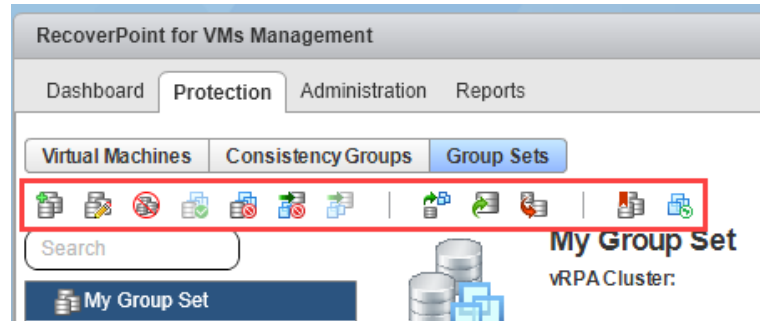 RecoverPoint for VMs Management
Dashboard Protection Administration Reports
Virtual Machines Consistency Groups Group Sets
Search
My Group Set
vRPA Cluster:
My Group Set